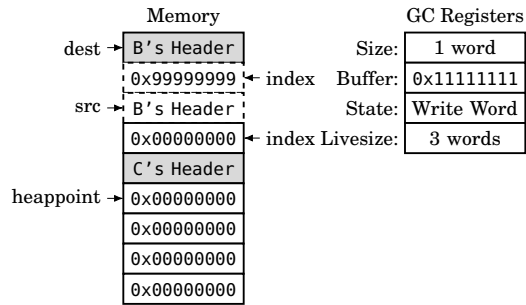 Memory
GC Registers
dest
B's Header
Size:
1 word
0x99999999
index
Buffer:
0x11111111
src
B's Header
State:
Write Word
0x00000000
index
Livesize:
3 words
C's Header
heappoint
0x00000000
0x00000000
0x00000000
0x00000000